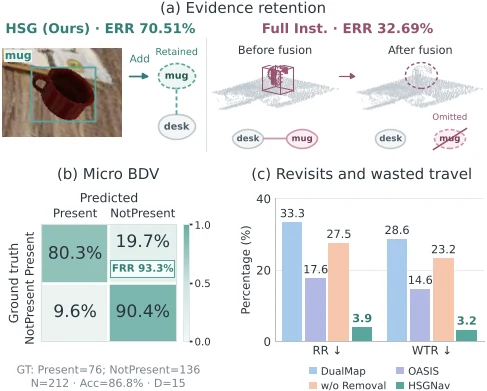 (a) Evidence retention
HSG (Ours) · ERR 70.51%
Full Inst. · ERR 32.69%
mug
Add
Retained
mug
desk
Before fusion
After fusion
desk
mug
desk
Omitted
mug
(b) Micro BDV
Predicted
Present NotPresent
Ground truth
NotPresent Present
80.3%
19.7%
FRR 93.3%
9.6%
90.4%
1.0
0.5
0.0
GT: Present=76; NotPresent=136
N=212 · Acc=86.8% · D=15
(c) Revisits and wasted travel
Percentage (%)
40
20
0
33.3
17.6
27.5
3.9
28.6
14.6
23.2
3.2
RR ↓
WTR ↓
DualMap
OASIS
w/o Removal
HSGNav